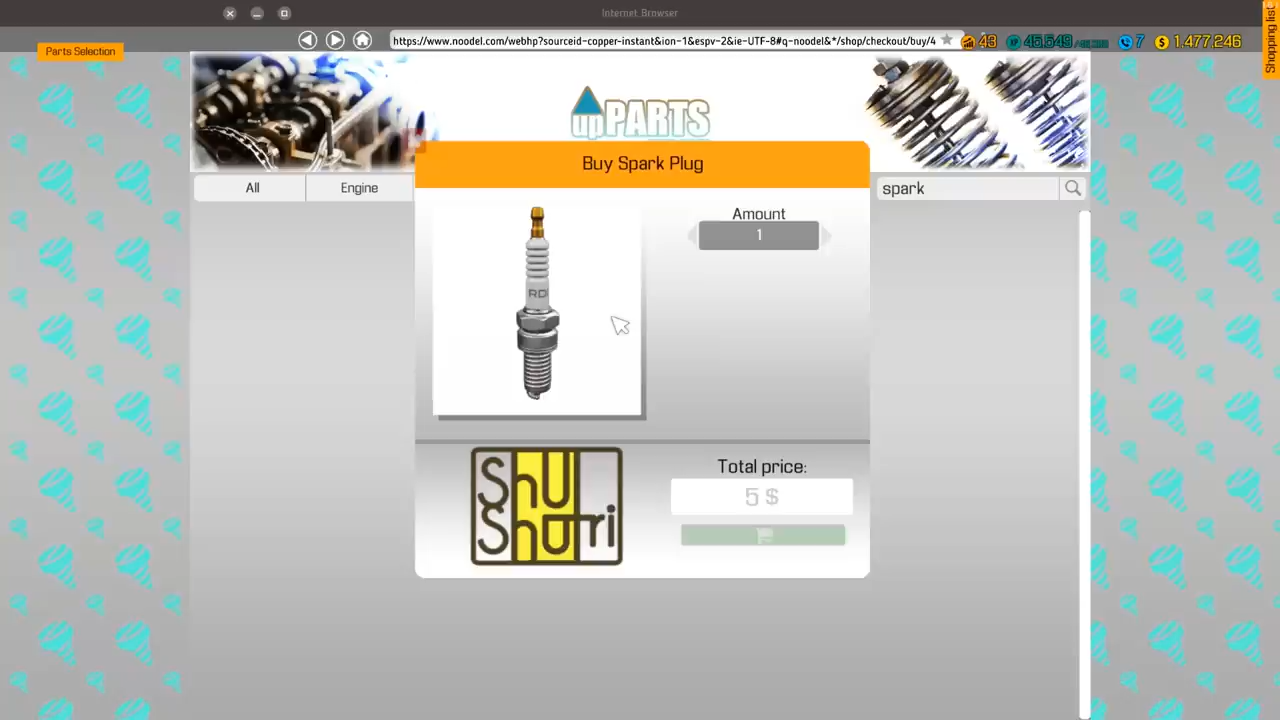 Internet Browser
Parts Selection
https://www.noodel.com/webhp?sourceid-copper-instant&ion-1&espv-2&ie-UTF-8#q-noodel&*/shop/checkout/buy/4
43
7
1,477,246
Shopping list
upPARTS
Buy Spark Plug
All
Engine
spark
Amount
1
RD
Shu
Shutri
Total price:
5 $